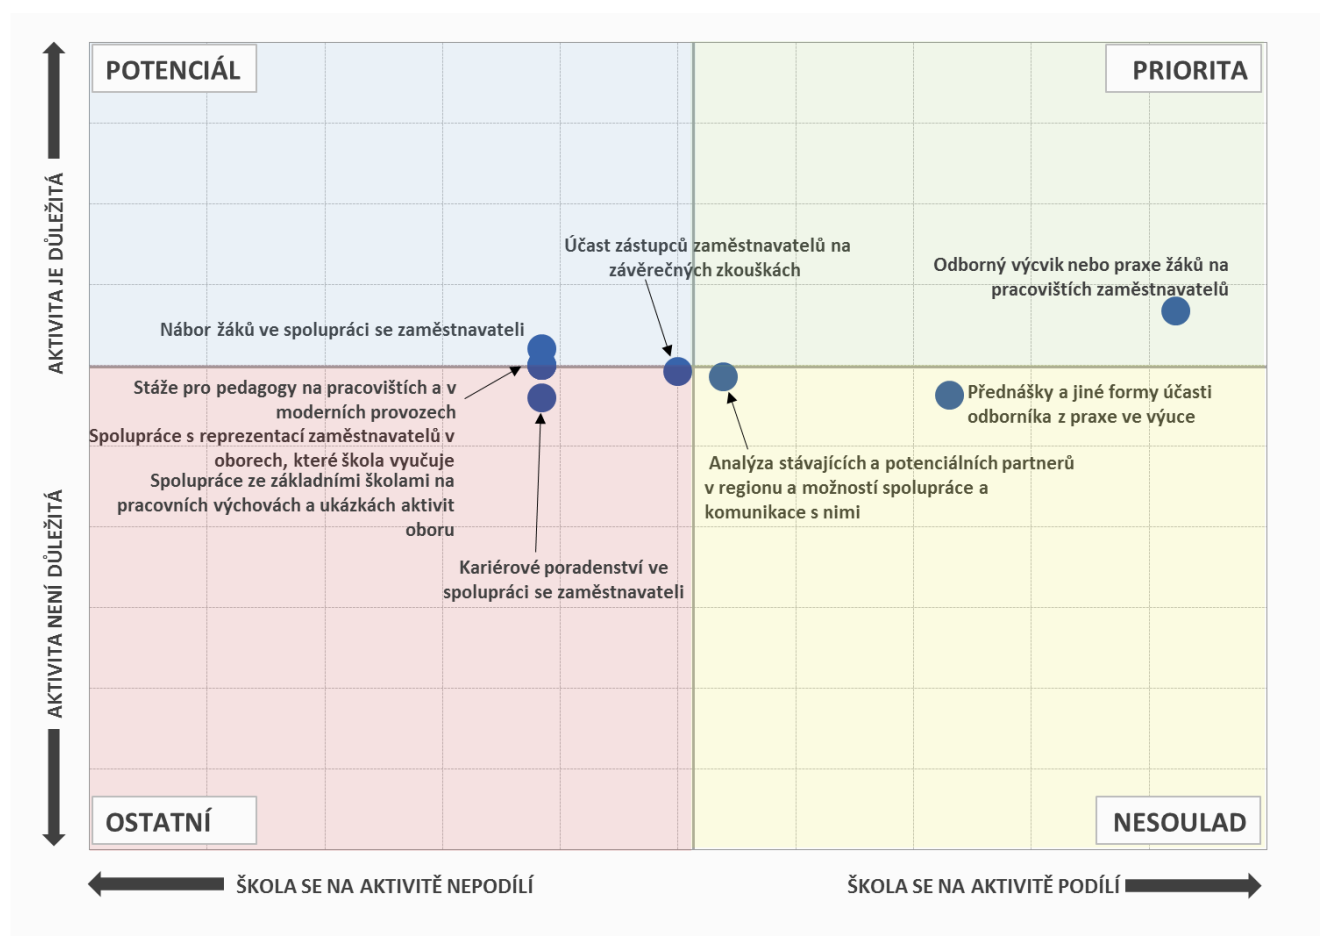 POTENCIÁL
PRIORITA
AKTIVITA JE DŮLEŽITÁ
Účast zástupců zaměstnavatelů na
závěrečných zkouškách
Odborný výcvik nebo praxe žáků na
pracovištích zaměstnavatelů
Nábor žáků ve spolupráci se zaměstnavateli
Stáže pro pedagogy na pracovištích a v
moderních provozech
Spolupráce s reprezentací zaměstnavatelů v
oborech, které škola vyučuje
Spolupráce ze základními školami na
pracovních výchovách a ukázkách aktivit
oboru
Přednášky a jiné formy účasti
odborníka z praxe ve výuce
Analýza stávajících a potenciálních partnerů
v regionu a možností spolupráce a
komunikace s nimi
Kariérové poradenství ve
spolupráci se zaměstnavateli
AKTIVITA NENÍ DŮLEŽITÁ
OSTATNÍ
NESOULAD
ŠKOLA SE NA AKTIVITĚ NEPODÍLÍ
ŠKOLA SE NA AKTIVITĚ PODÍLÍ